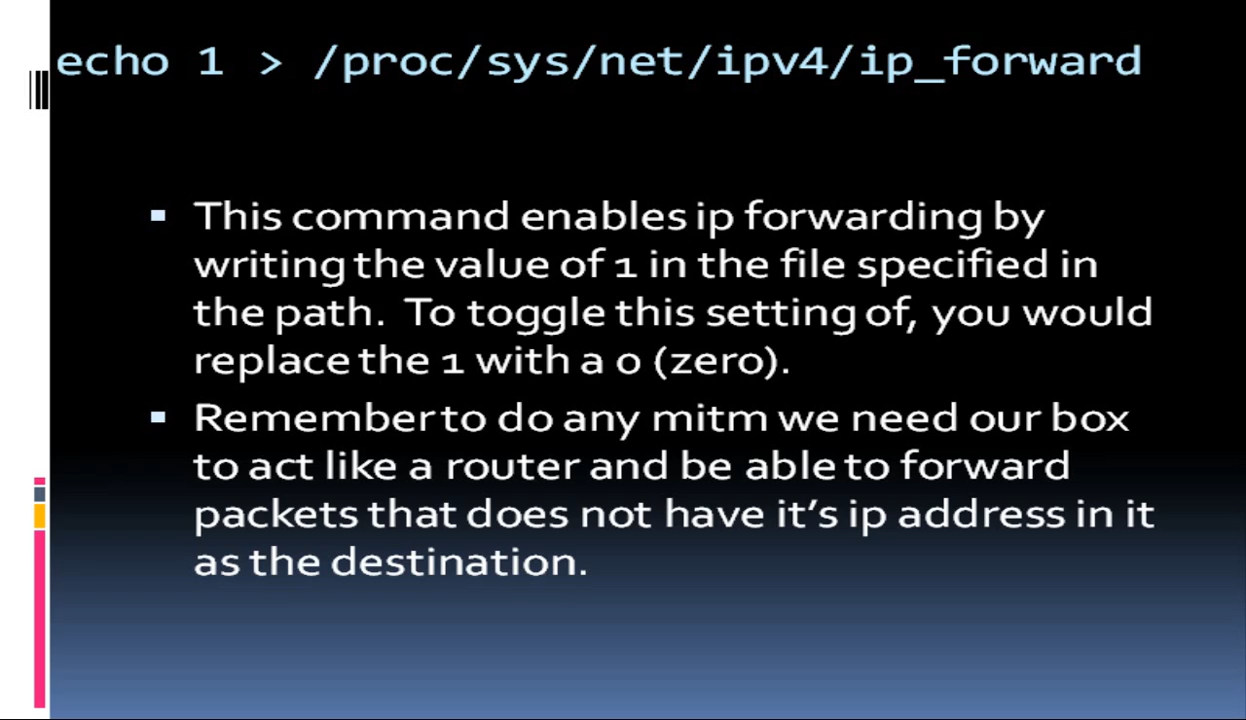 echo 1 > /proc/sys/net/ipv4/ip_forward
This command enables ip forwarding by
writing the value of 1 in the file specified in
the path. To toggle this setting of, you would
replace the 1 with a 0 (zero).
Remember to do any mitm we need our box
to act like a router and be able to forward
packets that does not have it's ip address in it
as the destination.